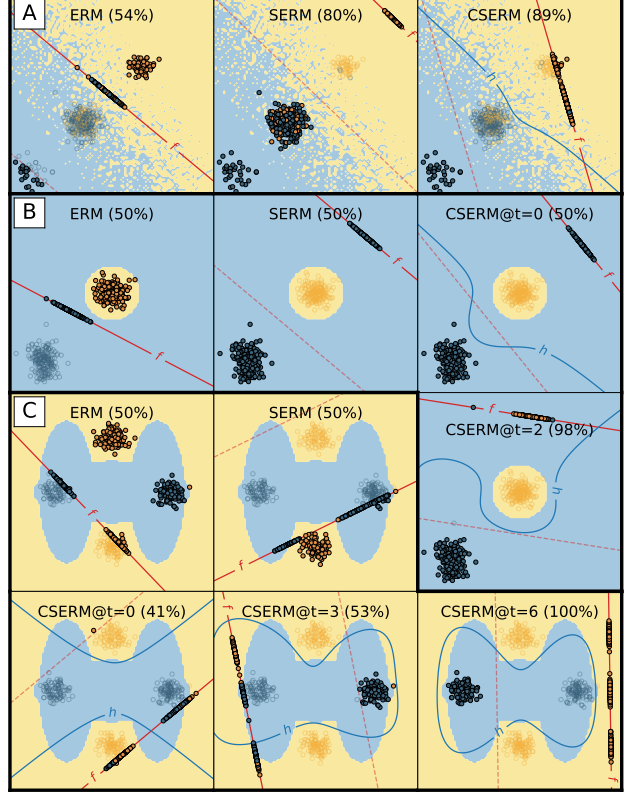 A
ERM (54%)
f
SERM (80%)
f
CSERM (89%)
h
f
B
ERM (50%)
f
SERM (50%)
f
CSERM@t=0 (50%)
f
h
C
ERM (50%)
f
SERM (50%)
f
f
CSERM@t=2 (98%)
h
CSERM@t=0 (41%)
h
f
f
CSERM@t=3 (53%)
h
CSERM@t=6 (100%)
h
f